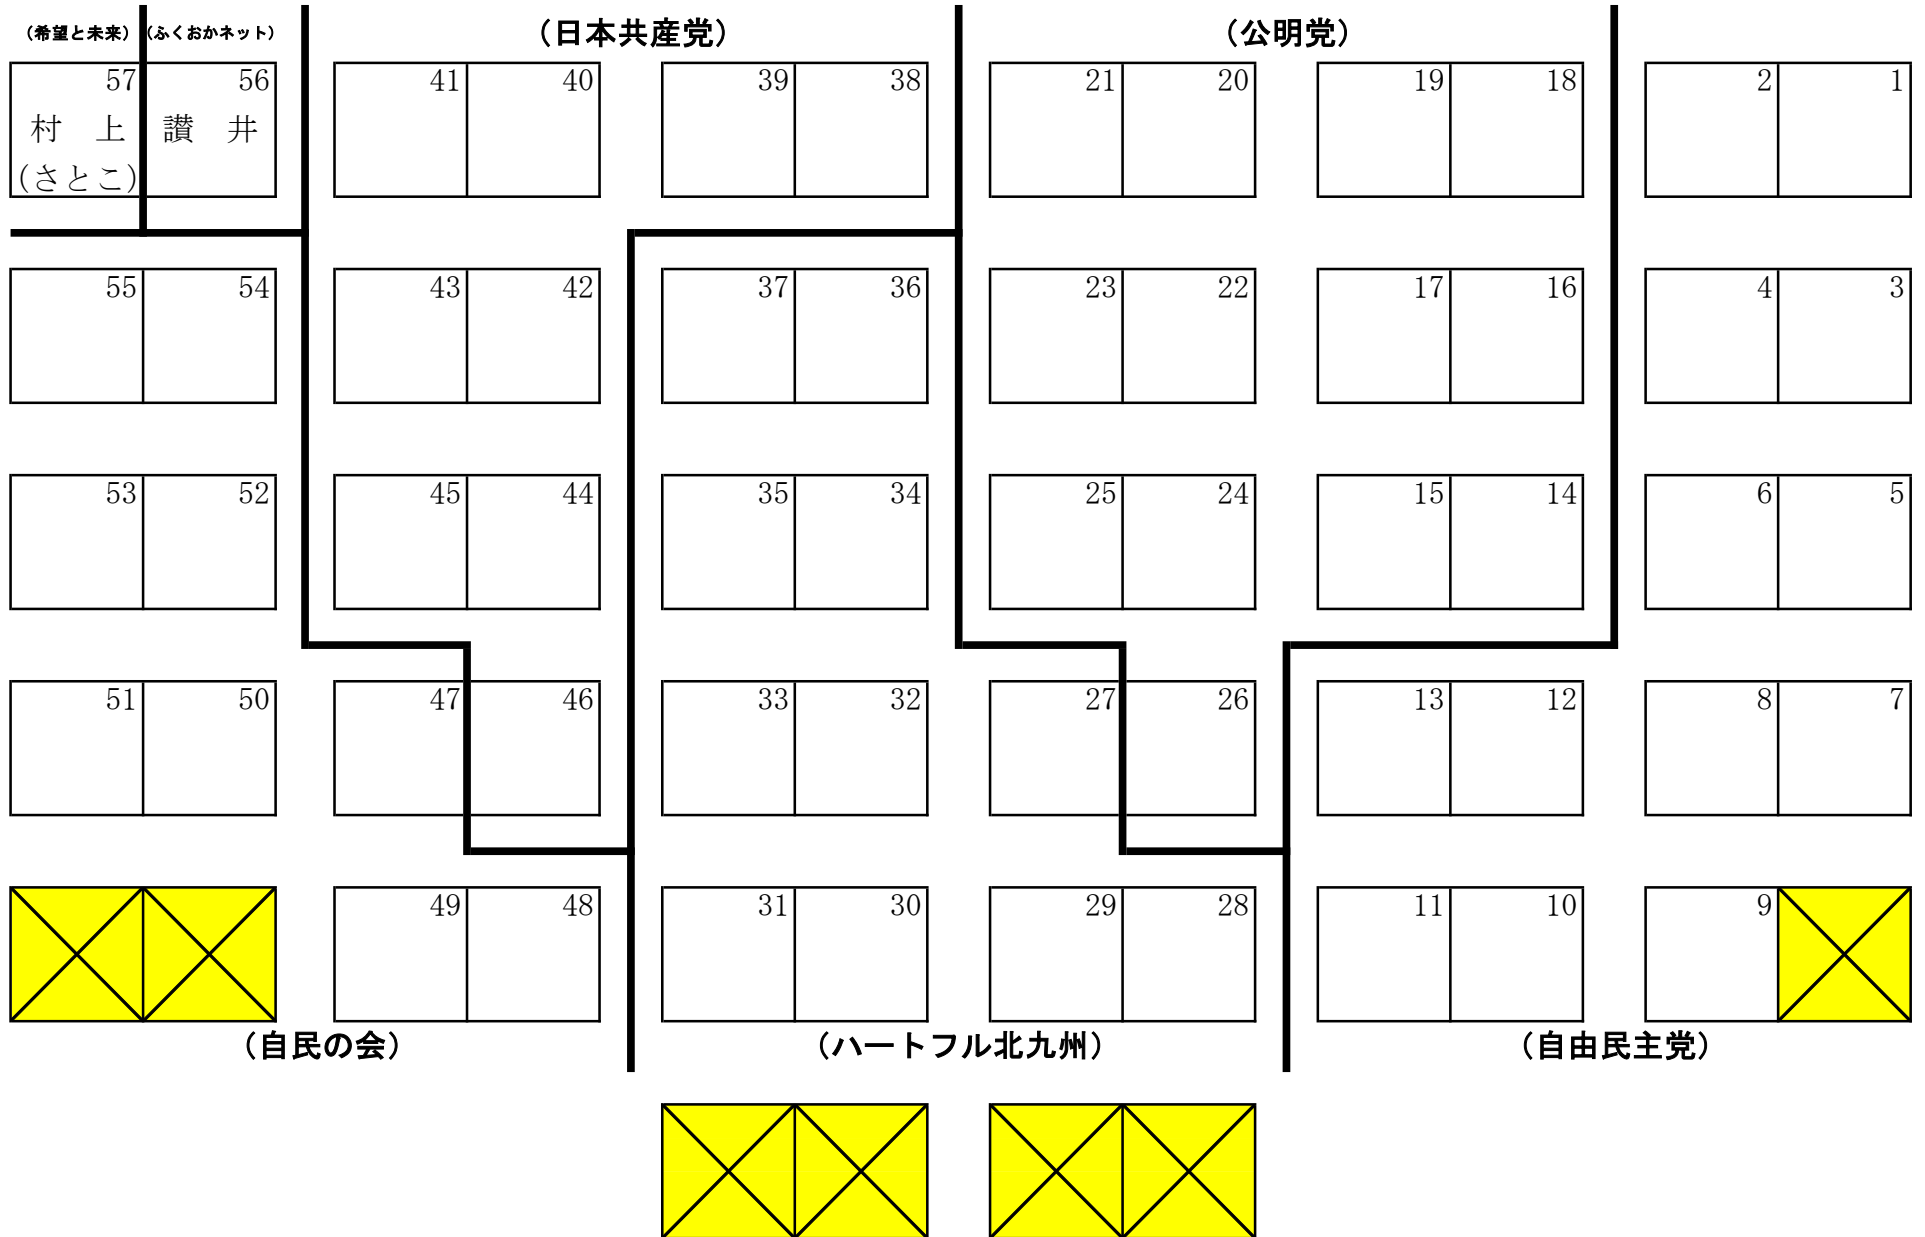 （希望と未来） （ふくおかネット） （日本共産党） （公明党）
57 56 41 40 39 38 21 20 19 18 2 1
村　上 讃　井
（さとこ）
55 54 43 42 37 36 23 22 17 16 4 3
53 52 45 44 35 34 25 24 15 14 6 5
51 50 47 46 33 32 27 26 13 12 8 7
49 48 31 30 29 28 11 10 9
（自民の会） （ハートフル北九州） （自由民主党）